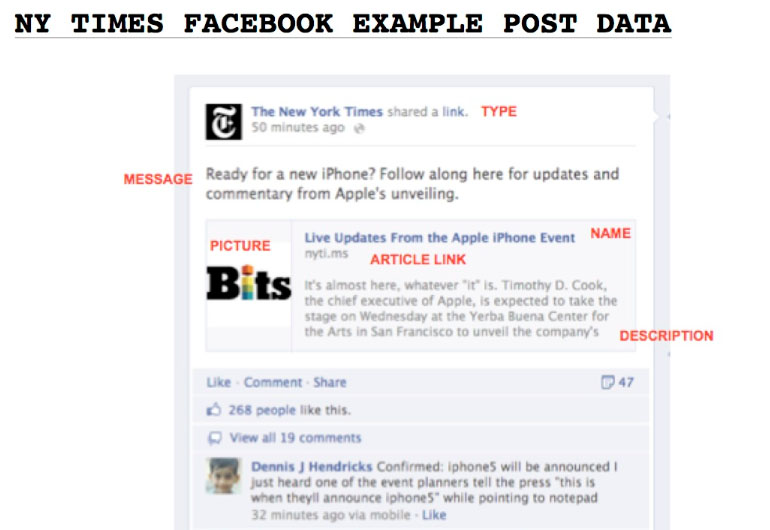 NY TIMES FACEBOOK EXAMPLE POST DATA
The New York Times shared a link. TYPE
50 minutes ago
MESSAGE Ready for a new iPhone? Follow along here for updates and
commentary from Apple's unveiling.
PICTURE
Bits
Live Updates From the Apple iPhone Event NAME
nyti.ms
ARTICLE LINK
It's almost here, whatever "it" is. Timothy D. Cook,
the chief executive of Apple, is expected to take the
stage on Wednesday at the Yerba Buena Center for
the Arts in San Francisco to unveil the company's
DESCRIPTION
Like · Comment · Share 47
268 people like this.
View all 19 comments
Dennis J Hendricks Confirmed: iphone5 will be announced I
just heard one of the event planners tell the press "this is
when theyll announce iphone5" while pointing to notepad
32 minutes ago via mobile · Like